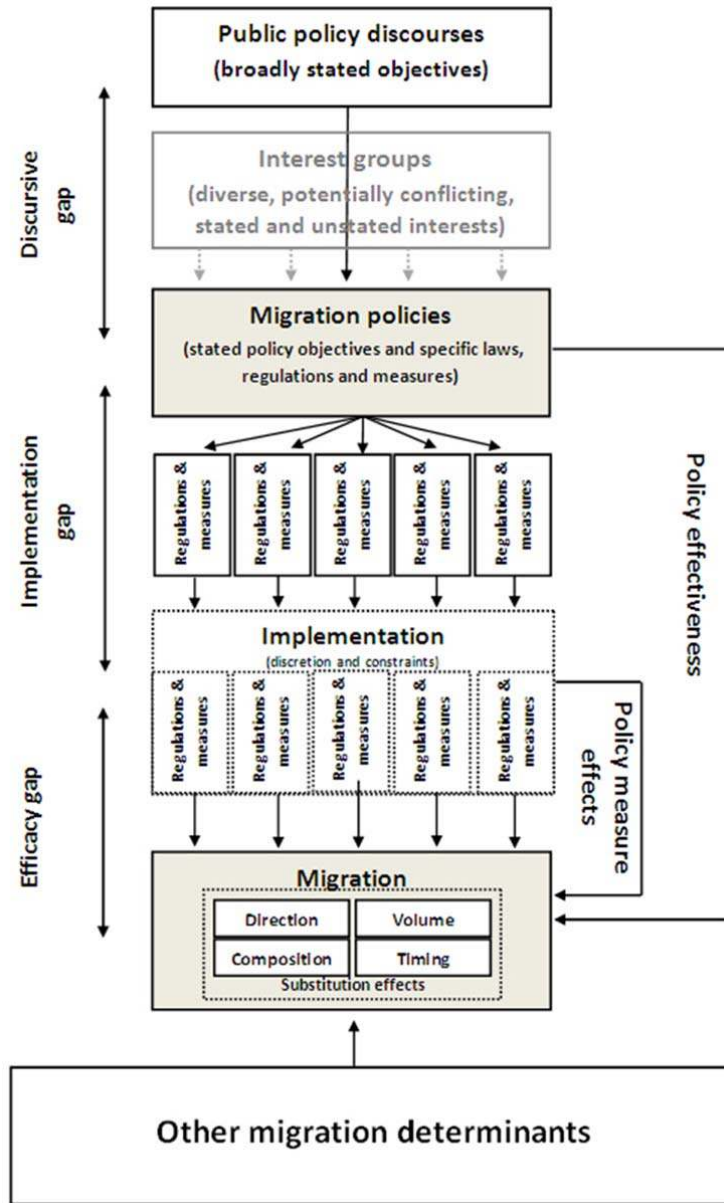 Public policy discourses
(broadly stated objectives)
Discursive
gap
Interest groups
(diverse, potentially conflicting,
stated and unstated interests)
Migration policies
(stated policy objectives and specific laws,
regulations and measures)
Implementation
gap
Regulations &
measures
Regulations &
measures
Regulations &
measures
Regulations &
measures
Regulations &
measures
Policy effectiveness
Implementation
(discretion and constraints)
Efficacy gap
Regulations &
measures
Regulations &
measures
Regulations &
measures
Regulations &
measures
Regulations &
measures
Policy measure
effects
Migration
Direction
Volume
Composition
Timing
Substitution effects
Other migration determinants